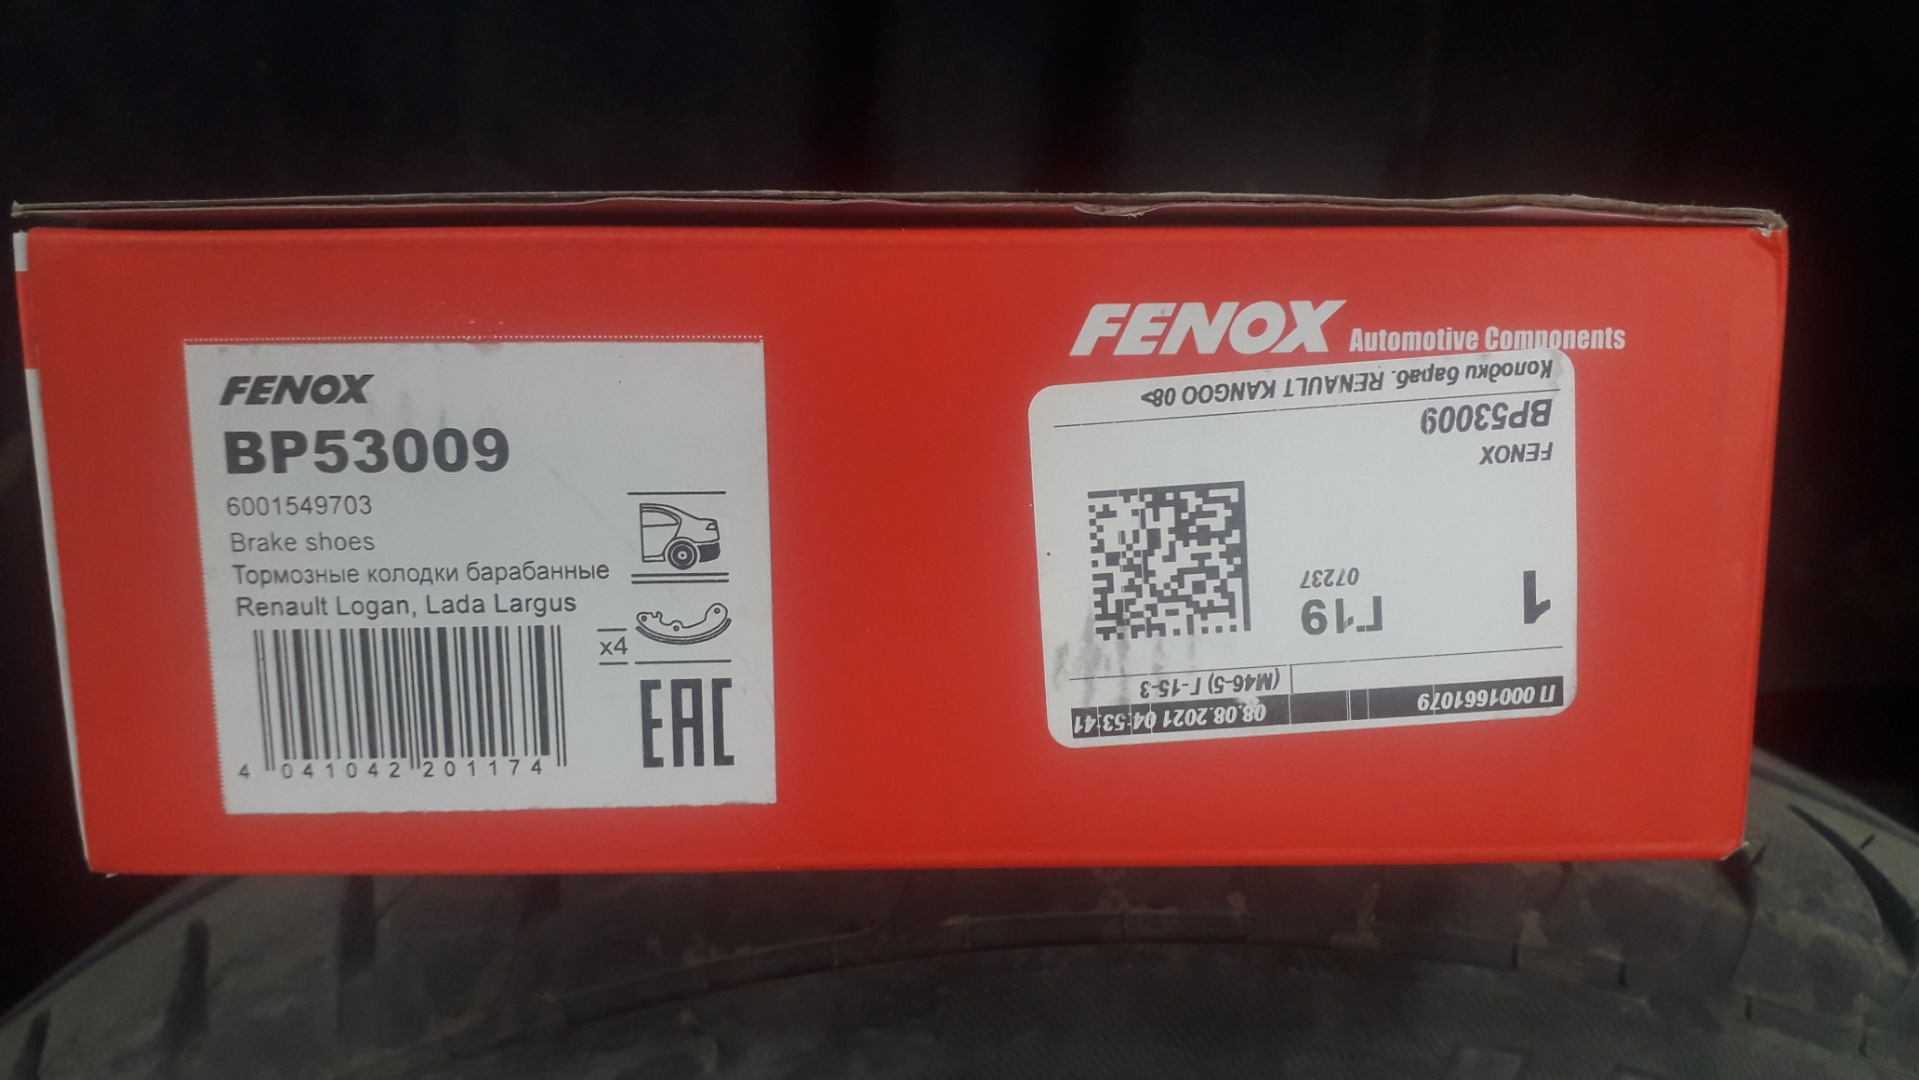 FENOX
BP53009
6001549703
Brake shoes
Тормозные колодки барабанные
Renault Logan, Lada Largus
x4
4 041042 201174
EAC
FENOX Automotive Components
Колодки бараб. RENAULT KANGOO 08>
BP53009
FENOX
1
Г19
07237
(М46-5) Г-15-3
П 0001661079
08.08.2021 04:53:41